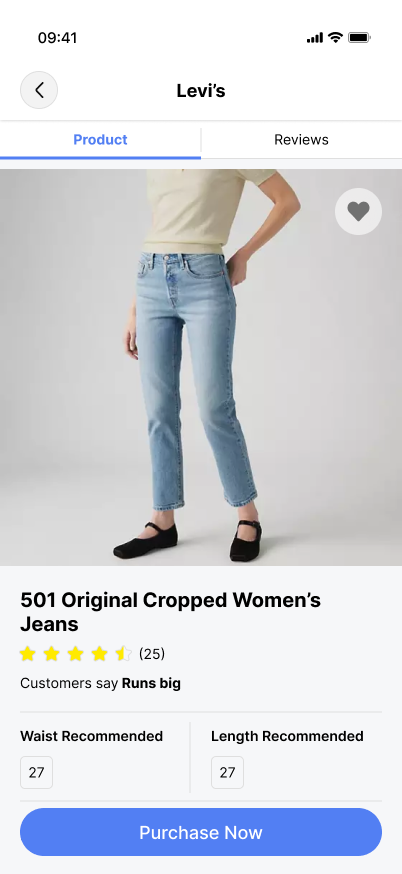 09:41
Levi’s
Product
Reviews
501 Original Cropped Women’s
Jeans
(25)
Customers say Runs big
Waist Recommended
Length Recommended
27
27
Purchase Now